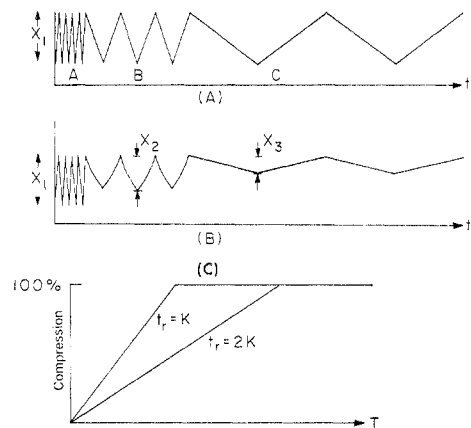 X₁
A B C
t
(A)
X₂ X₃
X₁
t
(B)
(C)
100%
tᵣ = K
tᵣ = 2K
Compression
T